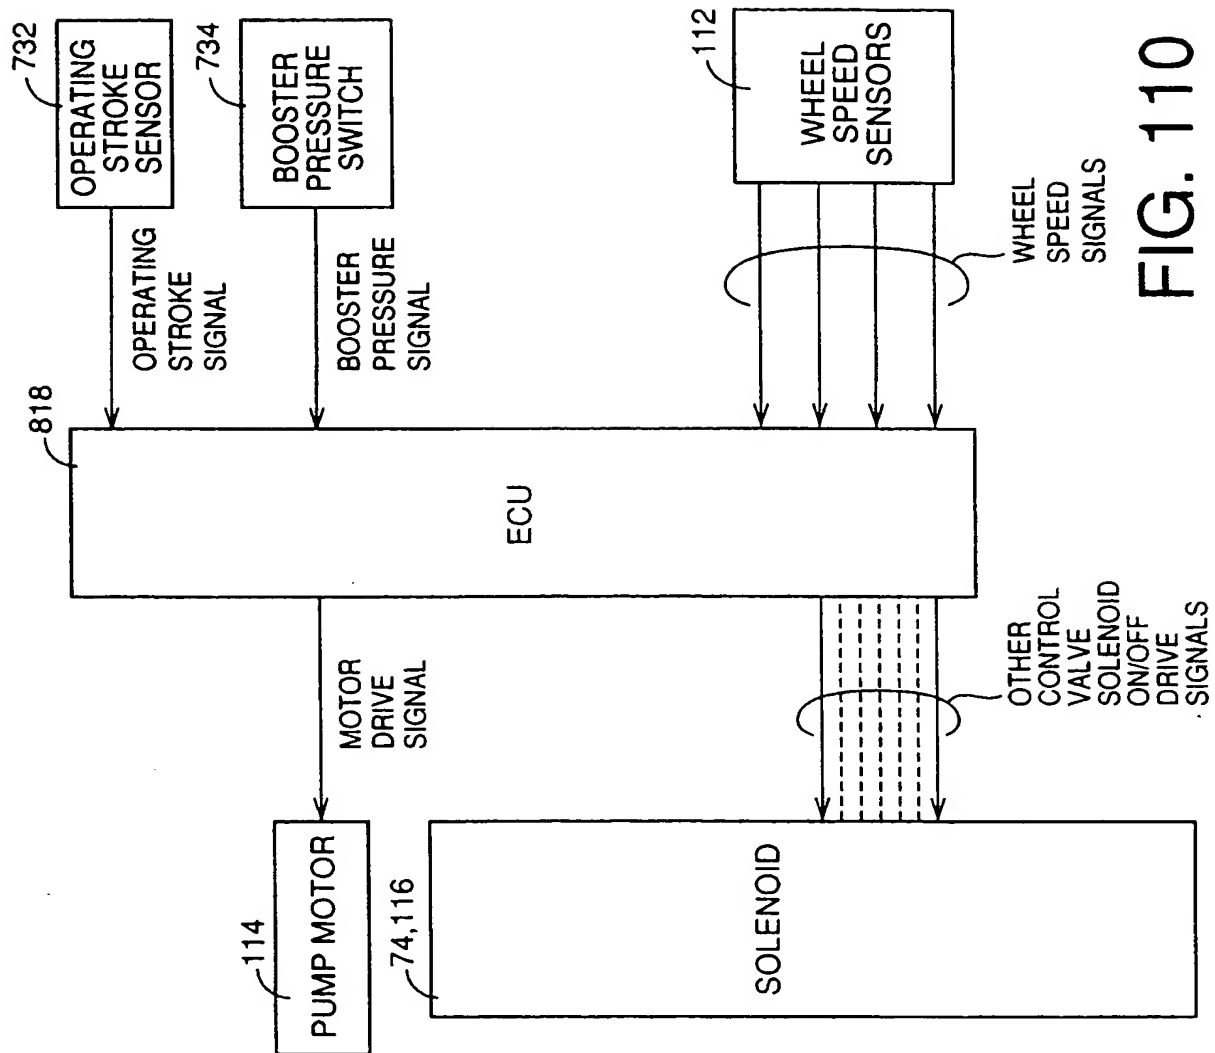 732
OPERATING
STROKE
SENSOR
OPERATING
STROKE
SIGNAL
734
BOOSTER
PRESSURE
SWITCH
BOOSTER
PRESSURE
SIGNAL
818
ECU
114
PUMP MOTOR
MOTOR
DRIVE
SIGNAL
74,116
SOLENOID
112
WHEEL
SPEED
SENSORS
WHEEL
SPEED
SIGNALS
OTHER
CONTROL
VALVE
SOLENOID
ON/OFF
DRIVE
SIGNALS
FIG. 110